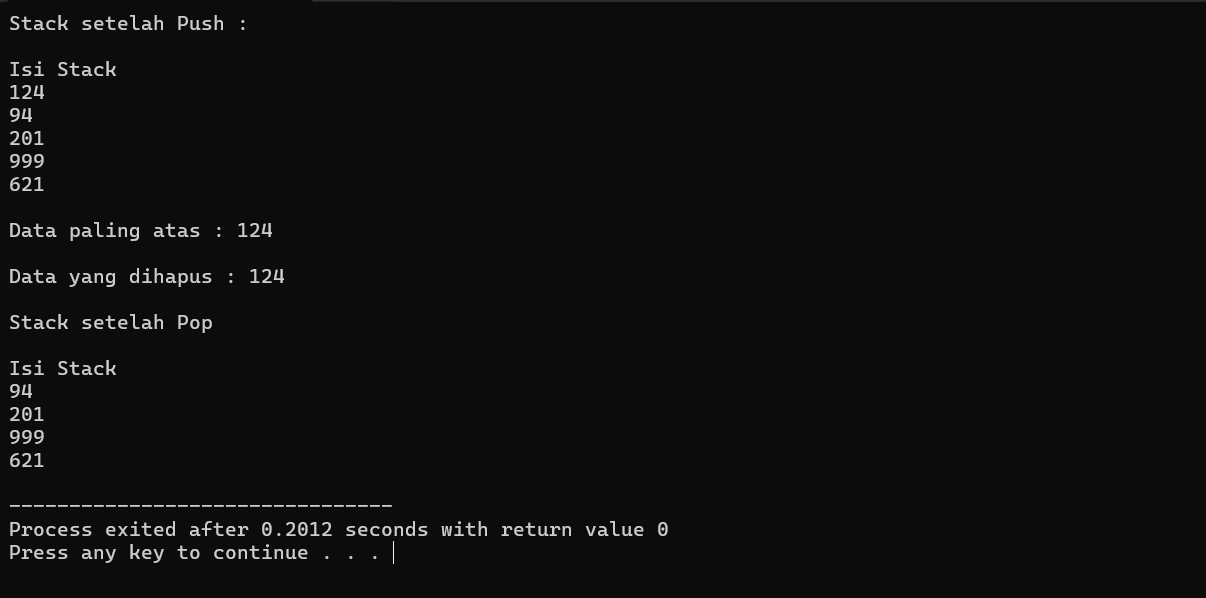 Stack setelah Push :
Isi Stack
124
94
201
999
621
Data paling atas : 124
Data yang dihapus : 124
Stack setelah Pop
Isi Stack
94
201
999
621
--------------------------------
Process exited after 0.2012 seconds with return value 0
Press any key to continue . . .